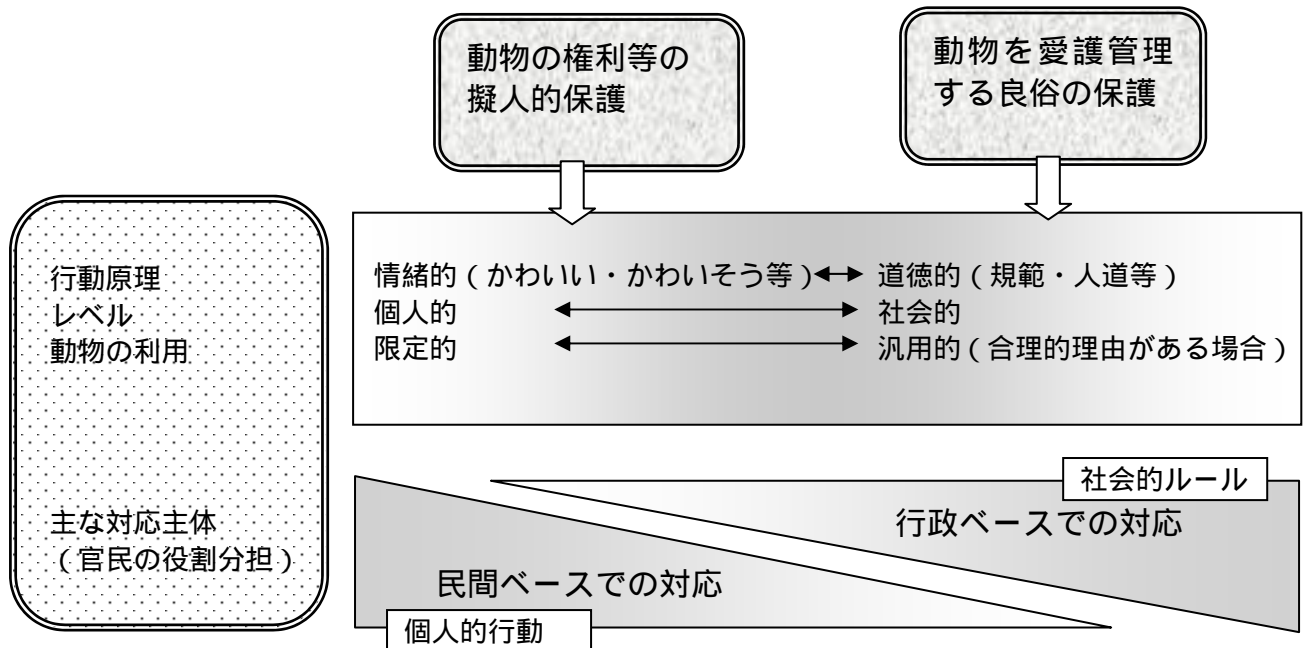 動物の権利等の
擬人的保護
動物を愛護管理
する良俗の保護
行動原理
レベル
動物の利用
情緒的（かわいい・かわいそう等）
道徳的（規範・人道等）
個人的
社会的
限定的
汎用的（合理的理由がある場合）
主な対応主体
（官民の役割分担）
社会的ルール
行政ベースでの対応
民間ベースでの対応
個人的行動